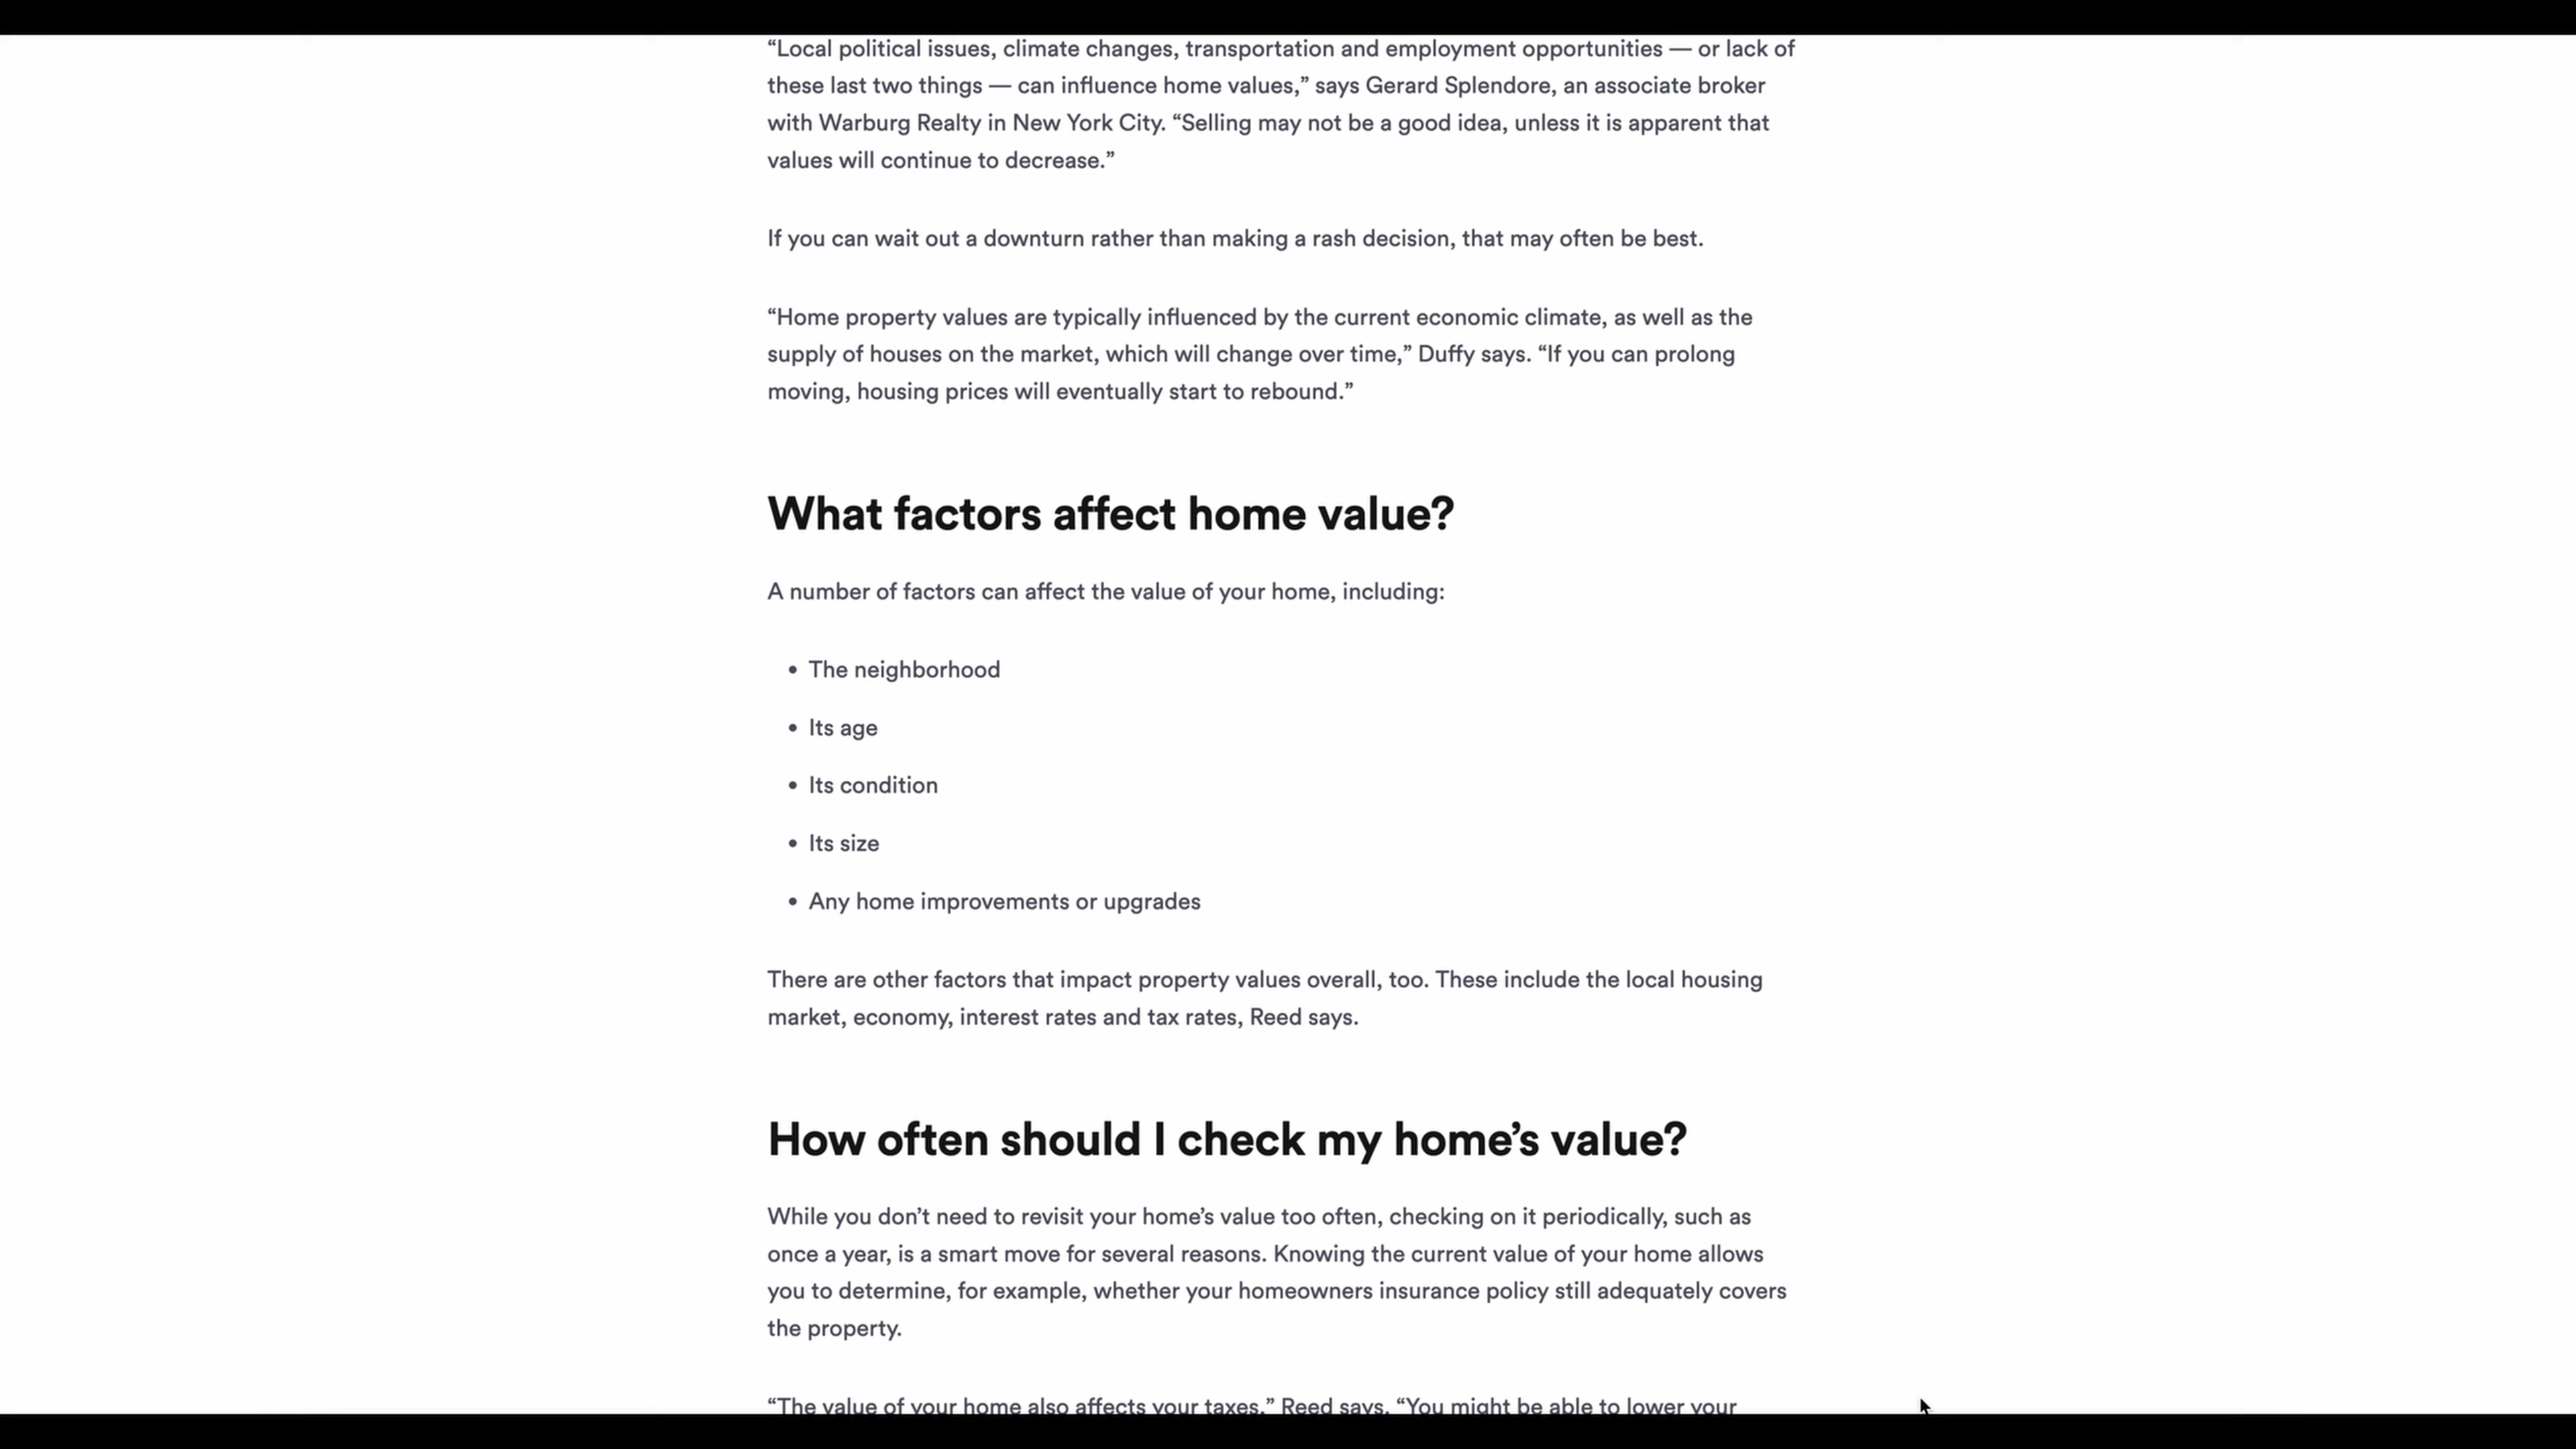 “Local political issues, climate changes, transportation and employment opportunities — or lack of
these last two things — can influence home values,” says Gerard Splendore, an associate broker
with Warburg Realty in New York City. “Selling may not be a good idea, unless it is apparent that
values will continue to decrease.”
If you can wait out a downturn rather than making a rash decision, that may often be best.
“Home property values are typically influenced by the current economic climate, as well as the
supply of houses on the market, which will change over time,” Duffy says. “If you can prolong
moving, housing prices will eventually start to rebound.”
What factors affect home value?
A number of factors can affect the value of your home, including:
• The neighborhood
• Its age
• Its condition
• Its size
• Any home improvements or upgrades
There are other factors that impact property values overall, too. These include the local housing
market, economy, interest rates and tax rates, Reed says.
How often should I check my home’s value?
While you don’t need to revisit your home’s value too often, checking on it periodically, such as
once a year, is a smart move for several reasons. Knowing the current value of your home allows
you to determine, for example, whether your homeowners insurance policy still adequately covers
the property.
“The value of your home also affects your taxes,” Reed says. “You might be able to lower your